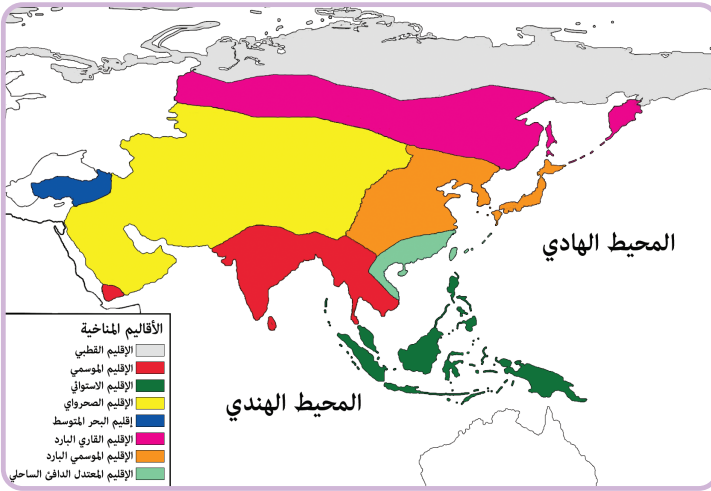 المحيط الهادي
المحيط الهندي
الأقاليم المناخية
الإقليم القطبي
الإقليم الموسمي
الإقليم الاستوائي
الإقليم الصحرواي
إقليم البحر المتوسط
الإقليم القاري البارد
الإقليم الموسمي البارد
الإقليم المعتدل الدافئ الساحلي